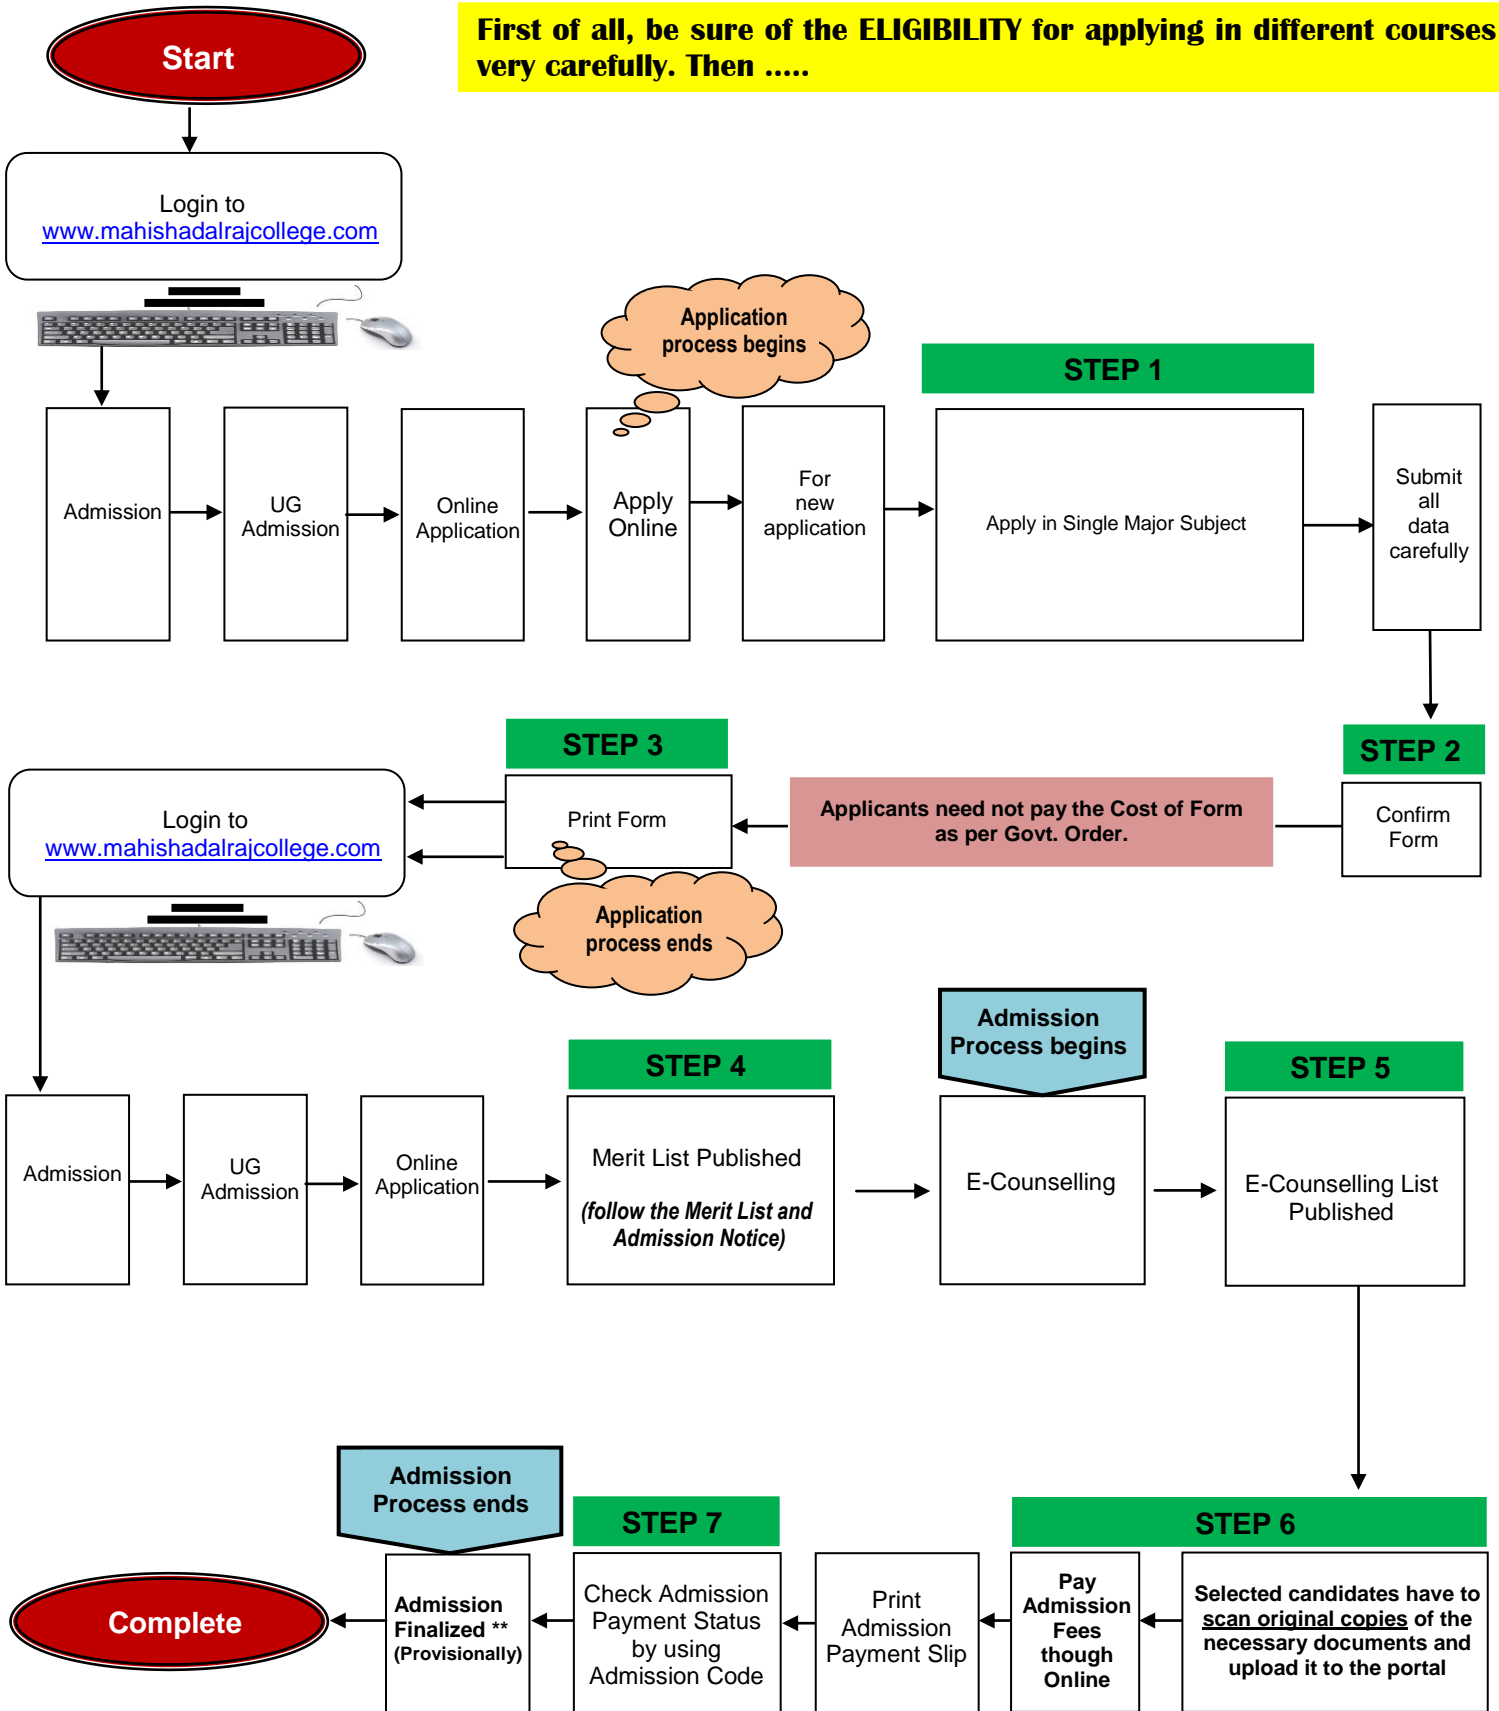 Start
First of all, be sure of the ELIGIBILITY for applying in different courses
very carefully. Then .....
Login to
www.mahishadalrajcollege.com
Application
process begins
STEP 1
Admission
UG
Admission
Online
Application
Apply
Online
For
new
application
Apply in Single Major Subject
Submit
all
data
carefully
STEP 2
Confirm
Form
Applicants need not pay the Cost of Form
as per Govt. Order.
STEP 3
Print Form
Application
process ends
Login to
www.mahishadalrajcollege.com
Admission
UG
Admission
Online
Application
STEP 4
Merit List Published
(follow the Merit List and
Admission Notice)
Admission
Process begins
E-Counselling
STEP 5
E-Counselling List
Published
STEP 6
Selected candidates have to
scan original copies of the
necessary documents and
upload it to the portal
Pay
Admission
Fees
though
Online
Print
Admission
Payment Slip
STEP 7
Check Admission
Payment Status
by using
Admission Code
Admission
Process ends
Admission
Finalized **
(Provisionally)
Complete